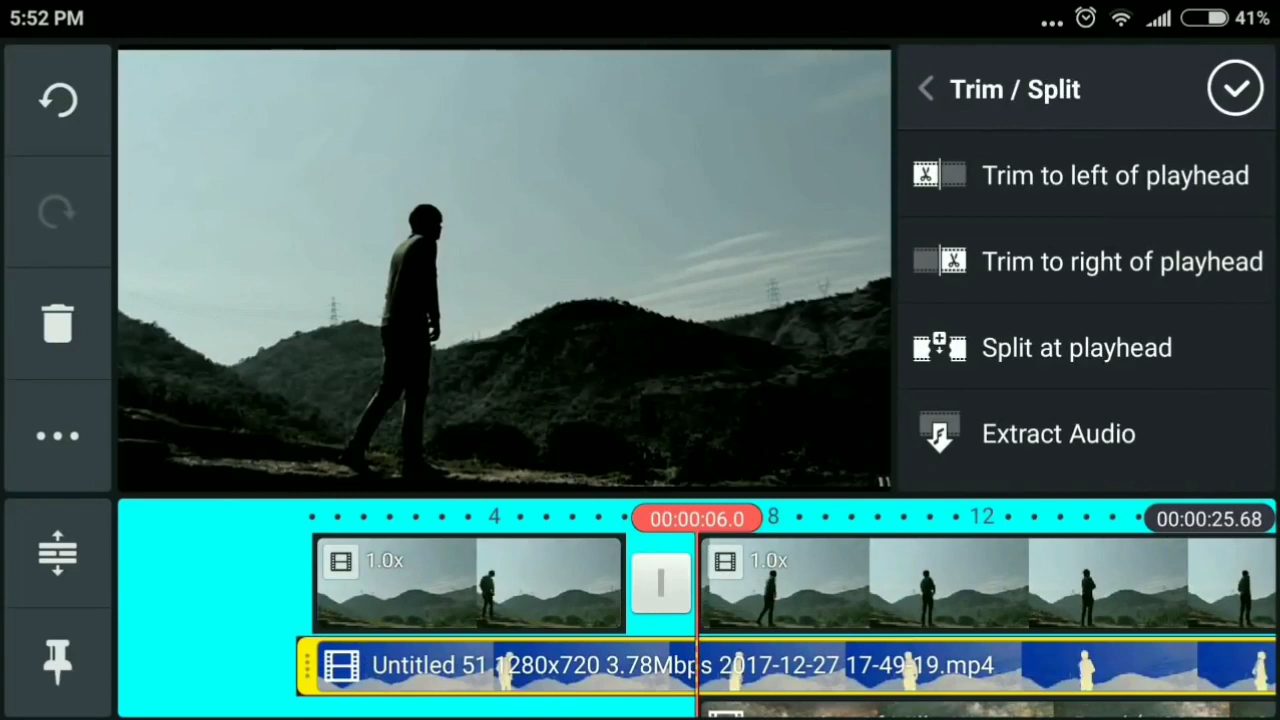 5:52 PM
41%
Trim / Split
Trim to left of playhead
Trim to right of playhead
Split at playhead
Extract Audio
4
00:00:06.0
8
12
00:00:25.68
1.0x
1.0x
Untitled 51 1280x720 3.78Mbps 2017-12-27 17-49-19.mp4